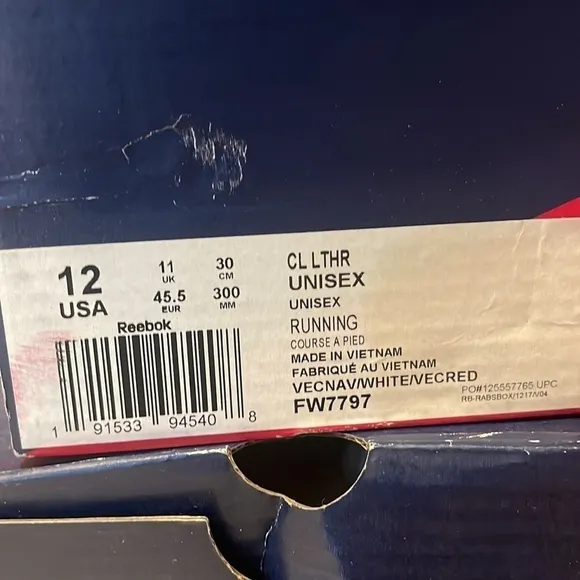 12
USA
11
UK
45.5
EUR
30
CM
300
MM
Reebok
1 91533 94540 8
CL LTHR
UNISEX
UNISEX
RUNNING
COURSE A PIED
MADE IN VIETNAM
FABRIQUÉ AU VIETNAM
VECNAV/WHITE/VECRED
FW7797
PO#125557765 UPC
RB-RABSBOX/1217/V04